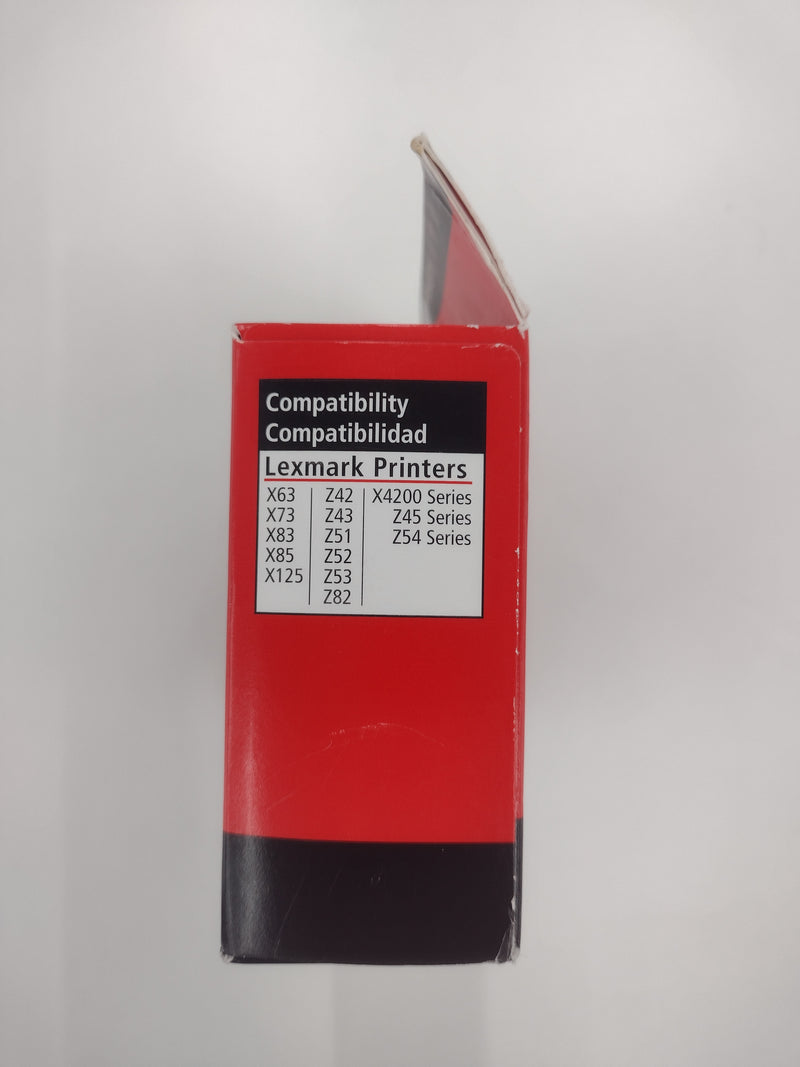 Compatibility
Compatibilidad
Lexmark Printers
X63
X73
X83
X85
X125
Z42
Z43
Z51
Z52
Z53
Z82
X4200 Series
Z45 Series
Z54 Series